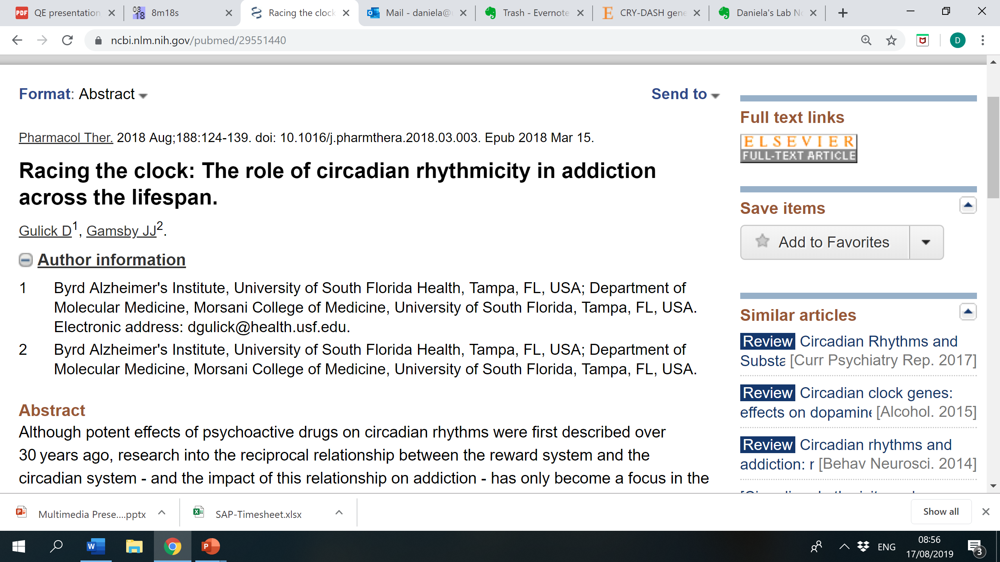 QE presentation
8m18s
Racing the clock
Mail - daniela@
Trash - Evernote
CRY-DASH gene
Daniela's Lab No
ncbi.nlm.nih.gov/pubmed/29551440
D
Format: Abstract
Send to
Pharmacol Ther. 2018 Aug;188:124-139. doi: 10.1016/j.pharmthera.2018.03.003. Epub 2018 Mar 15.
Racing the clock: The role of circadian rhythmicity in addiction
across the lifespan.
Gulick D1, Gamsby JJ2.
Author information
1 Byrd Alzheimer's Institute, University of South Florida Health, Tampa, FL, USA; Department of
Molecular Medicine, Morsani College of Medicine, University of South Florida, Tampa, FL, USA.
Electronic address: dgulick@health.usf.edu.
2 Byrd Alzheimer's Institute, University of South Florida Health, Tampa, FL, USA; Department of
Molecular Medicine, Morsani College of Medicine, University of South Florida, Tampa, FL, USA.
Abstract
Although potent effects of psychoactive drugs on circadian rhythms were first described over
30 years ago, research into the reciprocal relationship between the reward system and the
circadian system - and the impact of this relationship on addiction - has only become a focus in the
Full text links
ELSEVIER
FULL-TEXT ARTICLE
Save items
Add to Favorites
Similar articles
Review Circadian Rhythms and
Substa [Curr Psychiatry Rep. 2017]
Review Circadian clock genes:
effects on dopamine [Alcohol. 2015]
Review Circadian rhythms and
addiction: r [Behav Neurosci. 2014]
Multimedia Prese....pptx
SAP-Timesheet.xlsx
Show all
ENG
08:56
17/08/2019
3